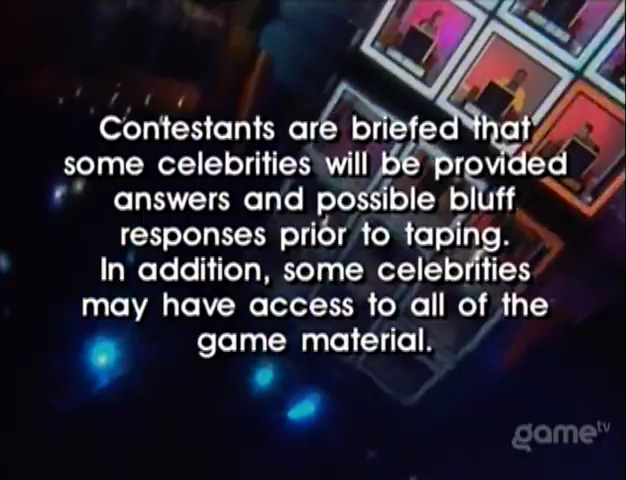 Contestants are briefed that
some celebrities will be provided
answers and possible bluff
responses prior to taping.
In addition, some celebrities
may have access to all of the
game material.
gametv